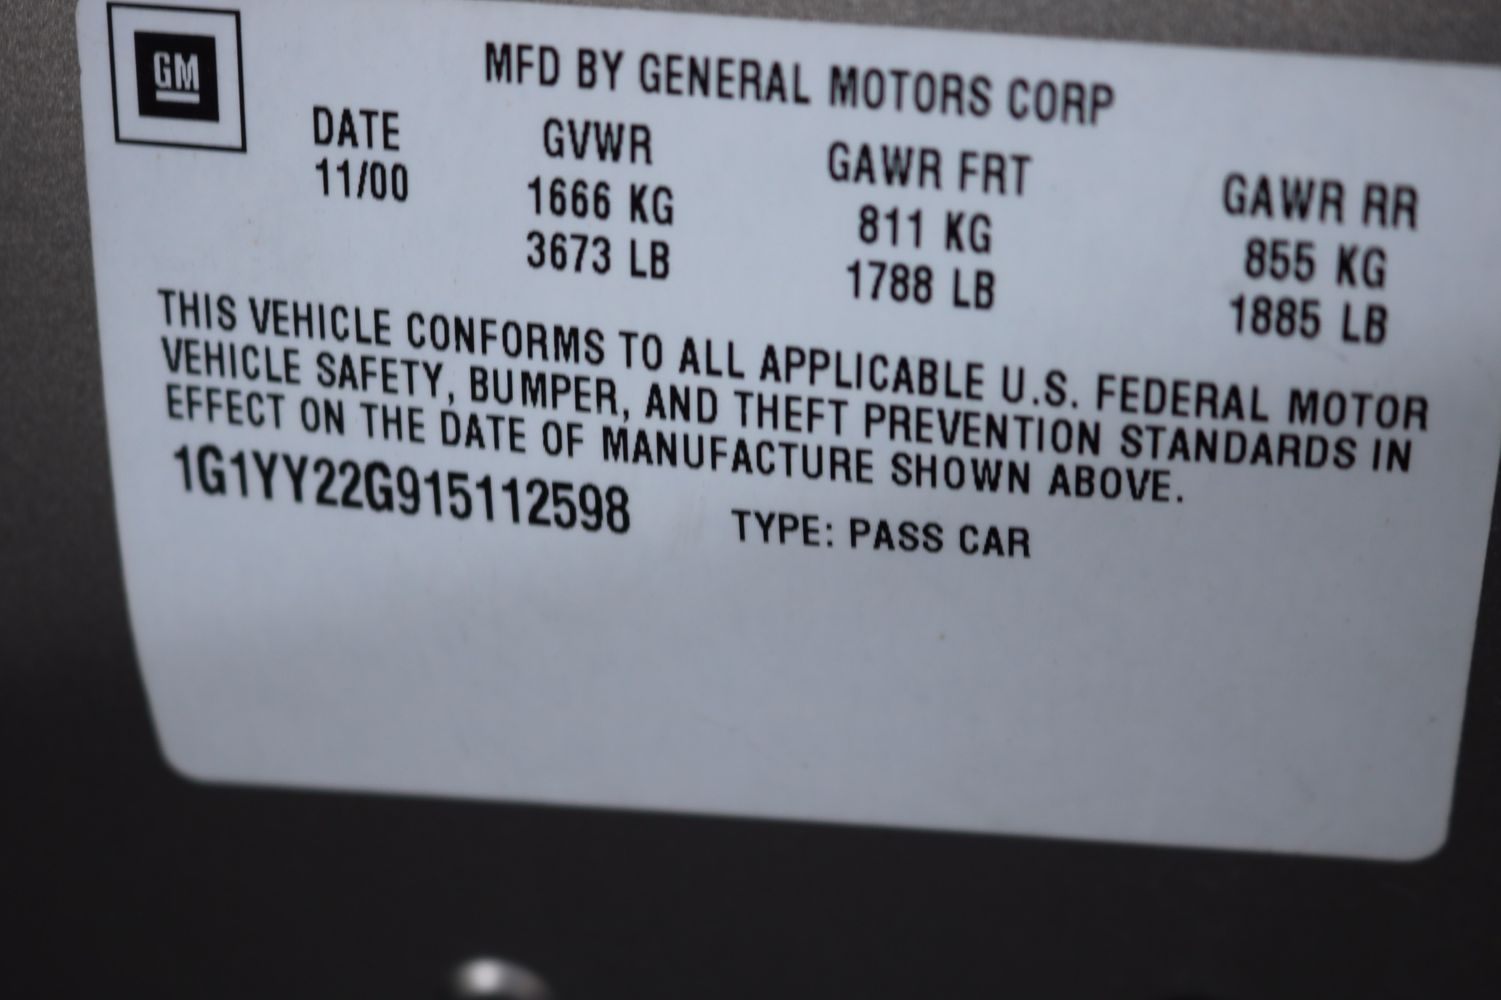 GM
MFD BY GENERAL MOTORS CORP
DATE GVWR GAWR FRT GAWR RR
11/00 1666 KG 811 KG 855 KG
3673 LB 1788 LB 1885 LB
THIS VEHICLE CONFORMS TO ALL APPLICABLE U.S. FEDERAL MOTOR
VEHICLE SAFETY, BUMPER, AND THEFT PREVENTION STANDARDS IN
EFFECT ON THE DATE OF MANUFACTURE SHOWN ABOVE.
1G1YY22G915112598 TYPE: PASS CAR